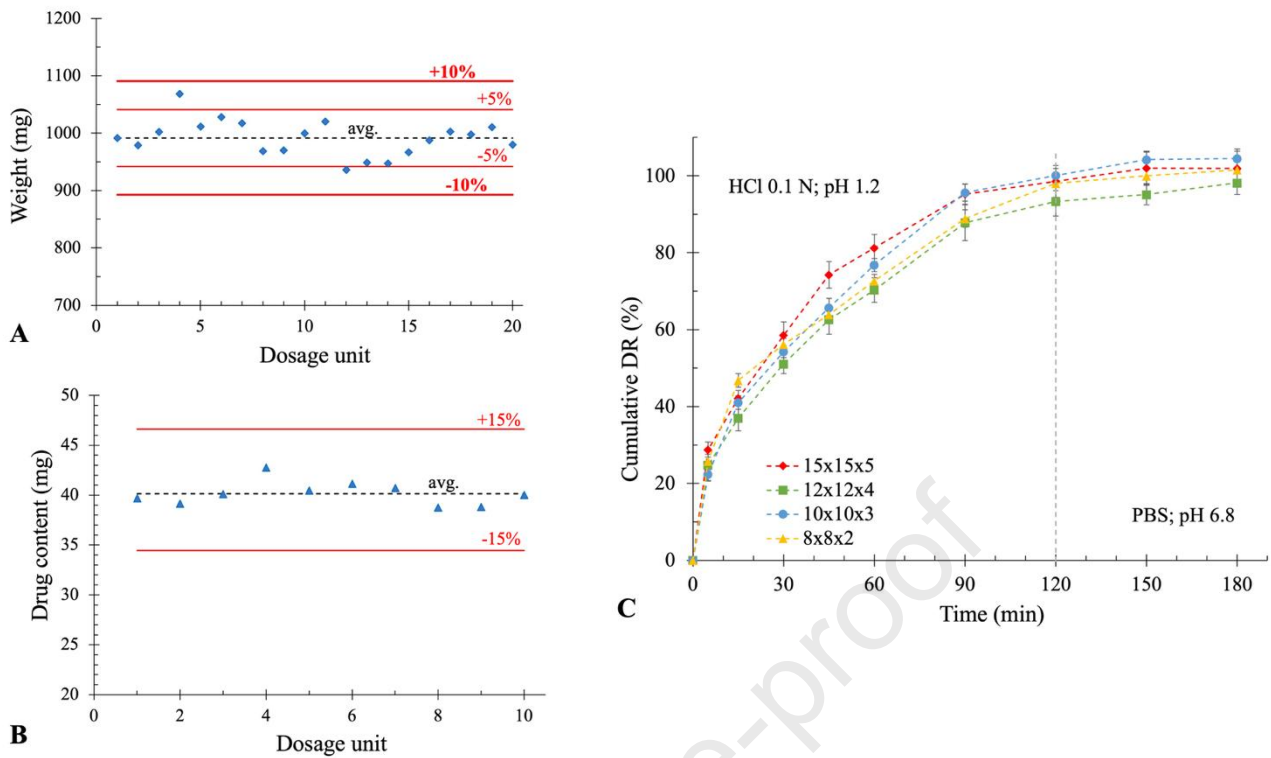 1200
1100
1000
900
800
700
Weight (mg)
+10%
+5%
avg.
-5%
-10%
0
5
10
15
20
Dosage unit
A
50
45
40
35
30
25
20
Drug content (mg)
+15%
avg.
-15%
0
2
4
6
8
10
Dosage unit
B
100
80
60
40
20
0
Cumulative DR (%)
HCl 0.1 N; pH 1.2
15x15x5
12x12x4
10x10x3
8x8x2
PBS; pH 6.8
0
30
60
90
120
150
180
Time (min)
C
e-proof